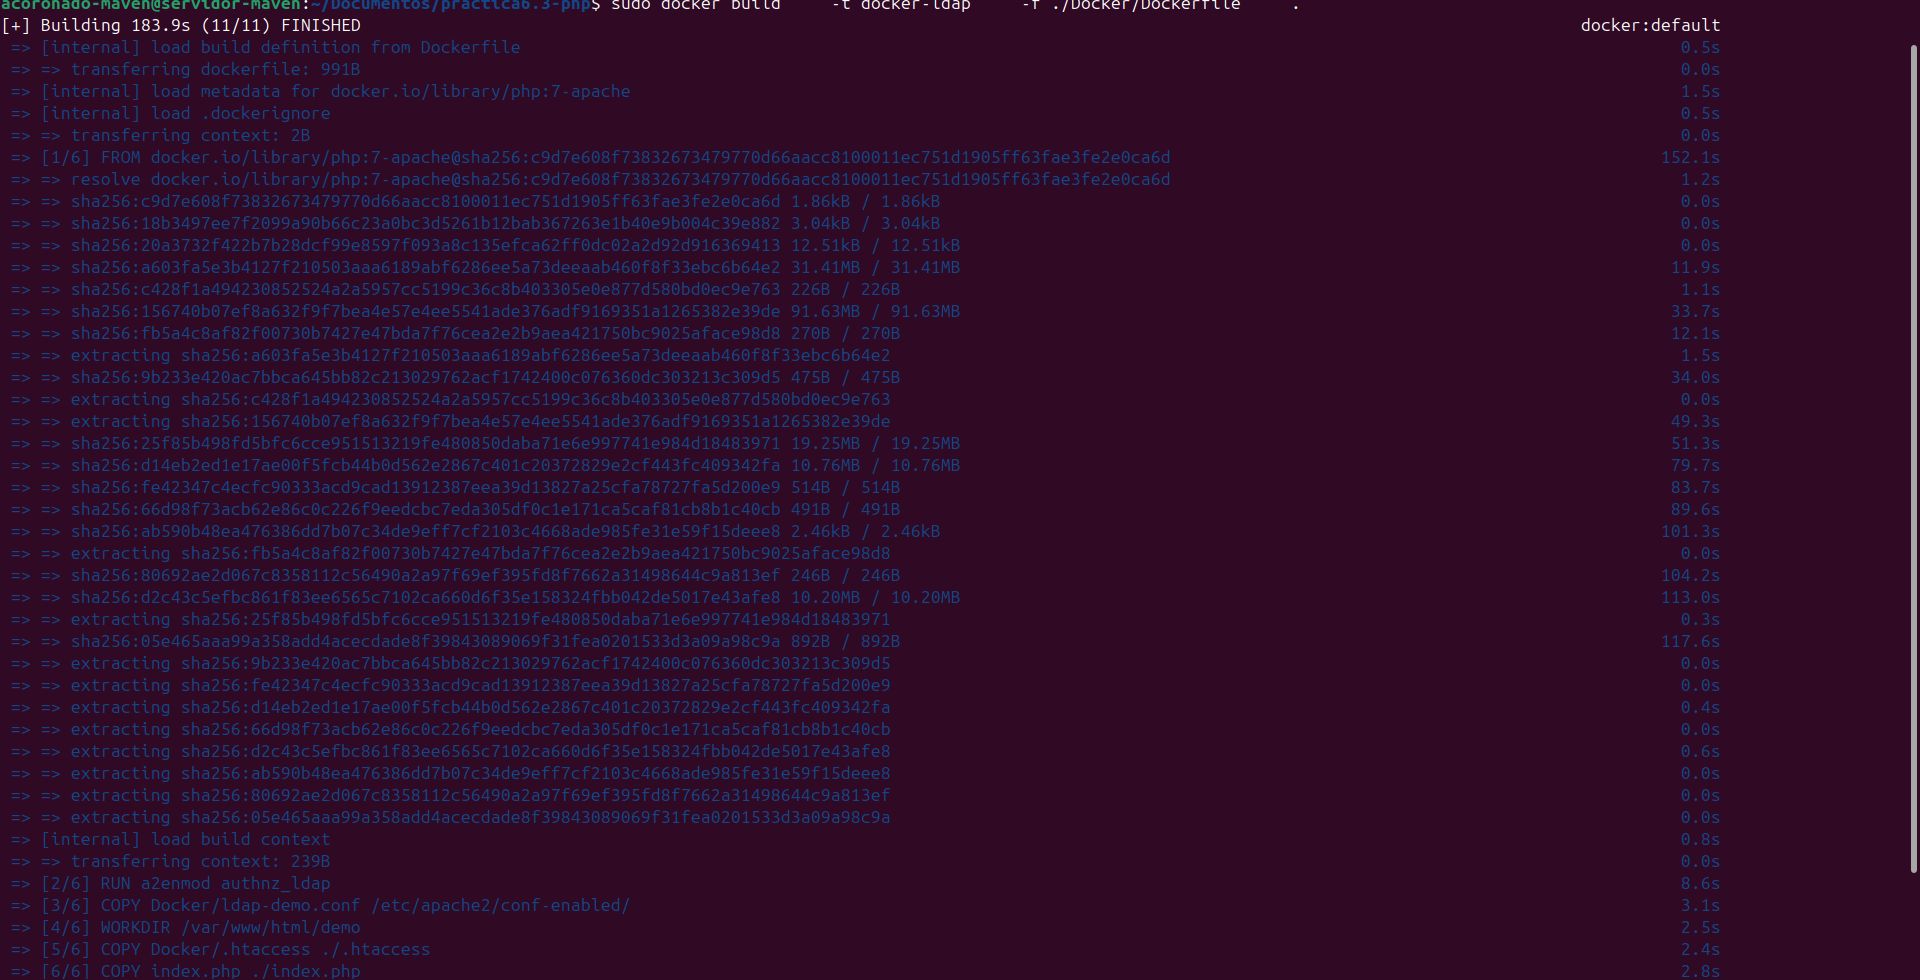 acoronado-maven@servidor-maven:~/Documentos/practica6.3-php$ sudo docker build     -t docker-ldap     -f ./Docker/Dockerfile     .
[+] Building 183.9s (11/11) FINISHED docker:default
=> [internal] load build definition from Dockerfile 0.5s
=> => transferring dockerfile: 991B 0.0s
=> [internal] load metadata for docker.io/library/php:7-apache 1.5s
=> [internal] load .dockerignore 0.5s
=> => transferring context: 2B 0.0s
=> [1/6] FROM docker.io/library/php:7-apache@sha256:c9d7e608f73832673479770d66aacc8100011ec751d1905ff63fae3fe2e0ca6d 152.1s
=> => resolve docker.io/library/php:7-apache@sha256:c9d7e608f73832673479770d66aacc8100011ec751d1905ff63fae3fe2e0ca6d 1.2s
=> => sha256:c9d7e608f73832673479770d66aacc8100011ec751d1905ff63fae3fe2e0ca6d 1.86kB / 1.86kB 0.0s
=> => sha256:18b3497ee7f2099a90b66c23a0bc3d5261b12bab367263e1b40e9b004c39e882 3.04kB / 3.04kB 0.0s
=> => sha256:20a3732f422b7b28dcf99e8597f093a8c135efca62ff0dc02a2d92d916369413 12.51kB / 12.51kB 0.0s
=> => sha256:a603fa5e3b4127f210503aaa6189abf6286ee5a73deeaab460f8f33ebc6b64e2 31.41MB / 31.41MB 11.9s
=> => sha256:c428f1a494230852524a2a5957cc5199c36c8b403305e0e877d580bd0ec9e763 226B / 226B 1.1s
=> => sha256:156740b07ef8a632f9f7bea4e57e4ee5541ade376adf9169351a1265382e39de 91.63MB / 91.63MB 33.7s
=> => sha256:fb5a4c8af82f00730b7427e47bda7f76cea2e2b9aea421750bc9025aface98d8 270B / 270B 12.1s
=> => extracting sha256:a603fa5e3b4127f210503aaa6189abf6286ee5a73deeaab460f8f33ebc6b64e2 1.5s
=> => sha256:9b233e420ac7bbca645bb82c213029762acf1742400c076360dc303213c309d5 475B / 475B 34.0s
=> => extracting sha256:c428f1a494230852524a2a5957cc5199c36c8b403305e0e877d580bd0ec9e763 0.0s
=> => extracting sha256:156740b07ef8a632f9f7bea4e57e4ee5541ade376adf9169351a1265382e39de 49.3s
=> => sha256:25f85b498fd5bfc6cce951513219fe480850daba71e6e997741e984d18483971 19.25MB / 19.25MB 51.3s
=> => sha256:d14eb2ed1e17ae00f5fcb44b0d562e2867c401c20372829e2cf443fc409342fa 10.76MB / 10.76MB 79.7s
=> => sha256:fe42347c4ecfc90333acd9cad13912387eea39d13827a25cfa78727fa5d200e9 514B / 514B 83.7s
=> => sha256:66d98f73acb62e86c0c226f9eedcbc7eda305df0c1e171ca5caf81cb8b1c40cb 491B / 491B 89.6s
=> => sha256:ab590b48ea476386dd7b07c34de9eff7cf2103c4668ade985fe31e59f15deee8 2.46kB / 2.46kB 101.3s
=> => extracting sha256:fb5a4c8af82f00730b7427e47bda7f76cea2e2b9aea421750bc9025aface98d8 0.0s
=> => sha256:80692ae2d067c8358112c56490a2a97f69ef395fd8f7662a31498644c9a813ef 246B / 246B 104.2s
=> => sha256:d2c43c5efbc861f83ee6565c7102ca660d6f35e158324fbb042de5017e43afe8 10.20MB / 10.20MB 113.0s
=> => extracting sha256:25f85b498fd5bfc6cce951513219fe480850daba71e6e997741e984d18483971 0.3s
=> => sha256:05e465aaa99a358add4acecdade8f39843089069f31fea0201533d3a09a98c9a 892B / 892B 117.6s
=> => extracting sha256:9b233e420ac7bbca645bb82c213029762acf1742400c076360dc303213c309d5 0.0s
=> => extracting sha256:fe42347c4ecfc90333acd9cad13912387eea39d13827a25cfa78727fa5d200e9 0.0s
=> => extracting sha256:d14eb2ed1e17ae00f5fcb44b0d562e2867c401c20372829e2cf443fc409342fa 0.4s
=> => extracting sha256:66d98f73acb62e86c0c226f9eedcbc7eda305df0c1e171ca5caf81cb8b1c40cb 0.0s
=> => extracting sha256:d2c43c5efbc861f83ee6565c7102ca660d6f35e158324fbb042de5017e43afe8 0.6s
=> => extracting sha256:ab590b48ea476386dd7b07c34de9eff7cf2103c4668ade985fe31e59f15deee8 0.0s
=> => extracting sha256:80692ae2d067c8358112c56490a2a97f69ef395fd8f7662a31498644c9a813ef 0.0s
=> => extracting sha256:05e465aaa99a358add4acecdade8f39843089069f31fea0201533d3a09a98c9a 0.0s
=> [internal] load build context 0.8s
=> => transferring context: 239B 0.0s
=> [2/6] RUN a2enmod authnz_ldap 8.6s
=> [3/6] COPY Docker/ldap-demo.conf /etc/apache2/conf-enabled/ 3.1s
=> [4/6] WORKDIR /var/www/html/demo 2.5s
=> [5/6] COPY Docker/.htaccess ./.htaccess 2.4s
=> [6/6] COPY index.php ./index.php 2.8s